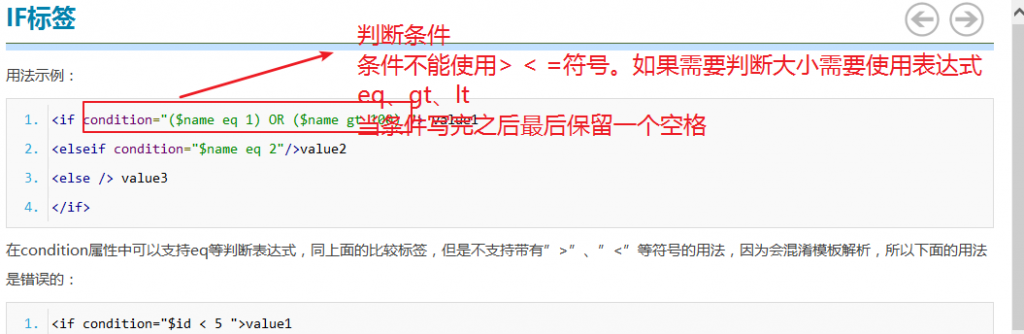 IF标签
判断条件
条件不能使用> < =符号。如果需要判断大小需要使用表达式
eq、gt、lt
当条件写完之后最后保留一个空格
用法示例：
1. <if condition="($name eq 1) OR ($name gt 100) "> value1
2. <elseif condition="$name eq 2"/>value2
3. <else /> value3
4. </if>
在condition属性中可以支持eq等判断表达式，同上面的比较标签，但是不支持带有”>”、”<”等符号的用法，因为会混淆模板解析，所以下面的用法
是错误的：
1. <if condition="$id < 5 ">value1